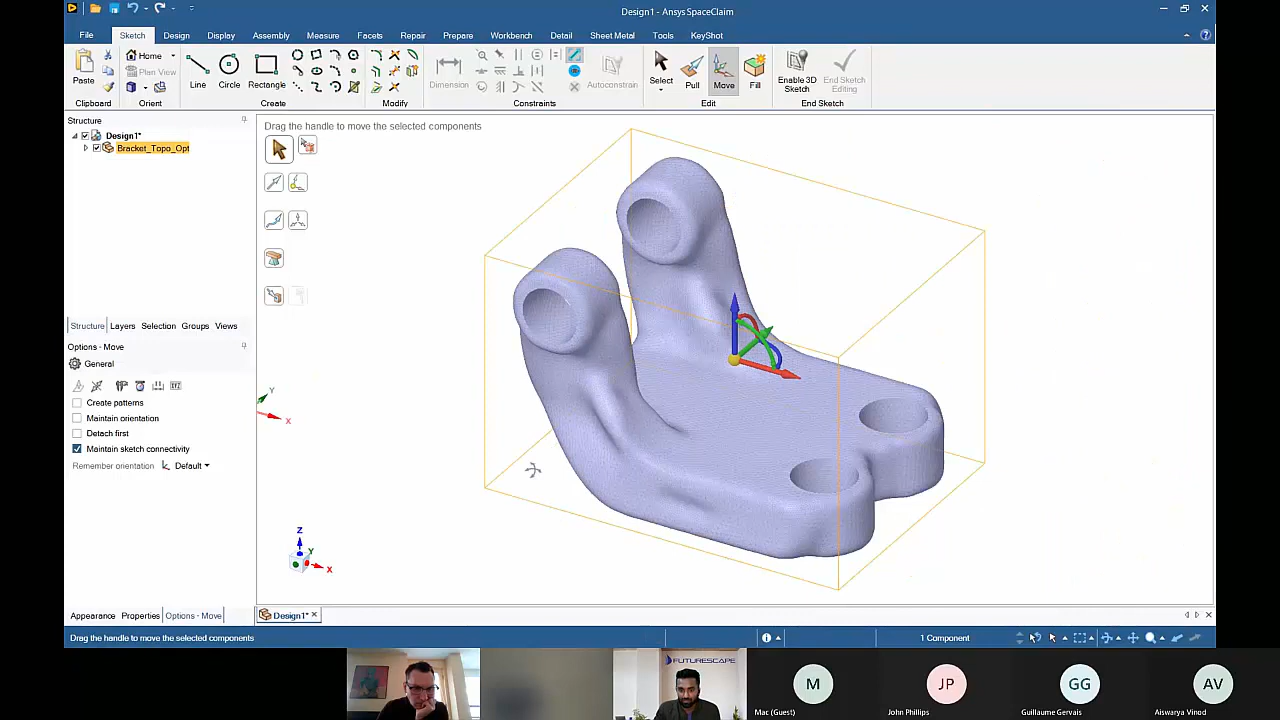 Design1 - Ansys SpaceClaim
File Sketch Design Display Assembly Measure Facets Repair Prepare Workbench Detail Sheet Metal Tools KeyShot
Paste
Home
Plan View
Line
Circle
Rectangle
Dimension
Autoconstraint
Select
Pull
Move
Fill
Enable 3D
Sketch
End Sketch
Editing
Clipboard Orient Create Modify Constraints Edit End Sketch
Structure
Design1*
Bracket_Topo_Opt
Drag the handle to move the selected components
Structure Layers Selection Groups Views
Options - Move
General
XYZ
Create patterns
Maintain orientation
Detach first
Maintain sketch connectivity
Remember orientation Default
Y
X
Z
Y
X
Appearance Properties Options - Move
Design1*
Drag the handle to move the selected components
1 Component
FUTURESCAPE
M
Mac (Guest)
JP
John Phillips
GG
Guillaume Gervais
AV
Aiswarya Vinod